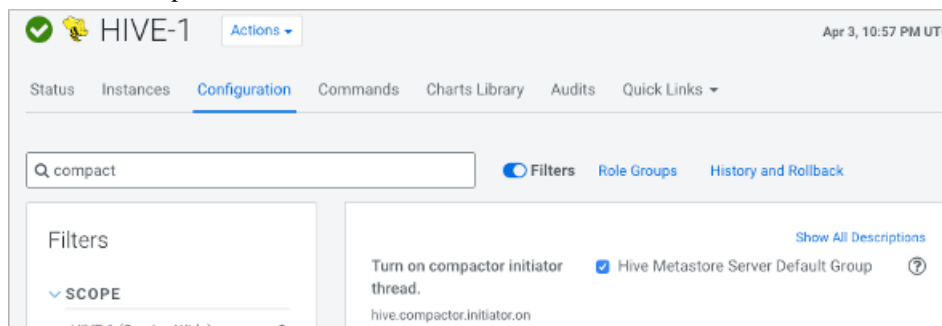 HIVE-1 Actions
Apr 3, 10:57 PM UT
Status Instances Configuration Commands Charts Library Audits Quick Links
compact
Filters Role Groups History and Rollback
Filters
SCOPE
Show All Descriptions
Turn on compactor initiator thread.
Hive Metastore Server Default Group
hive.compactor.initiator.on